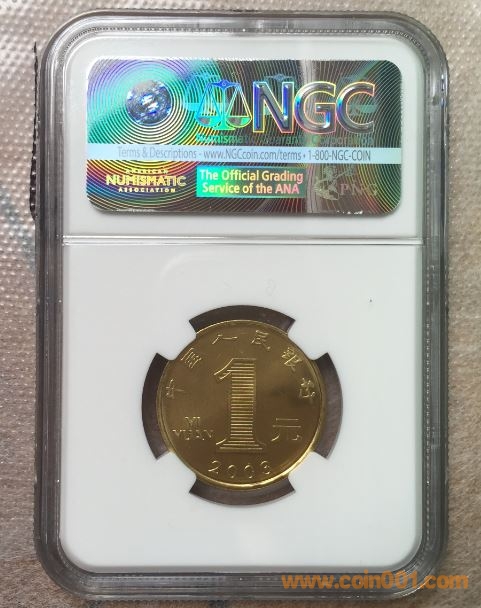 NGC
Terms & Descriptions - www.NGCcoin.com/terms • 1-800-NGC-COIN
AMERICAN
NUMISMATIC
ASSOCIATION
The Official Grading
Service of the ANA
PNG
中国人民银行
1
YI
YUAN
元
2003
www.coin001.com